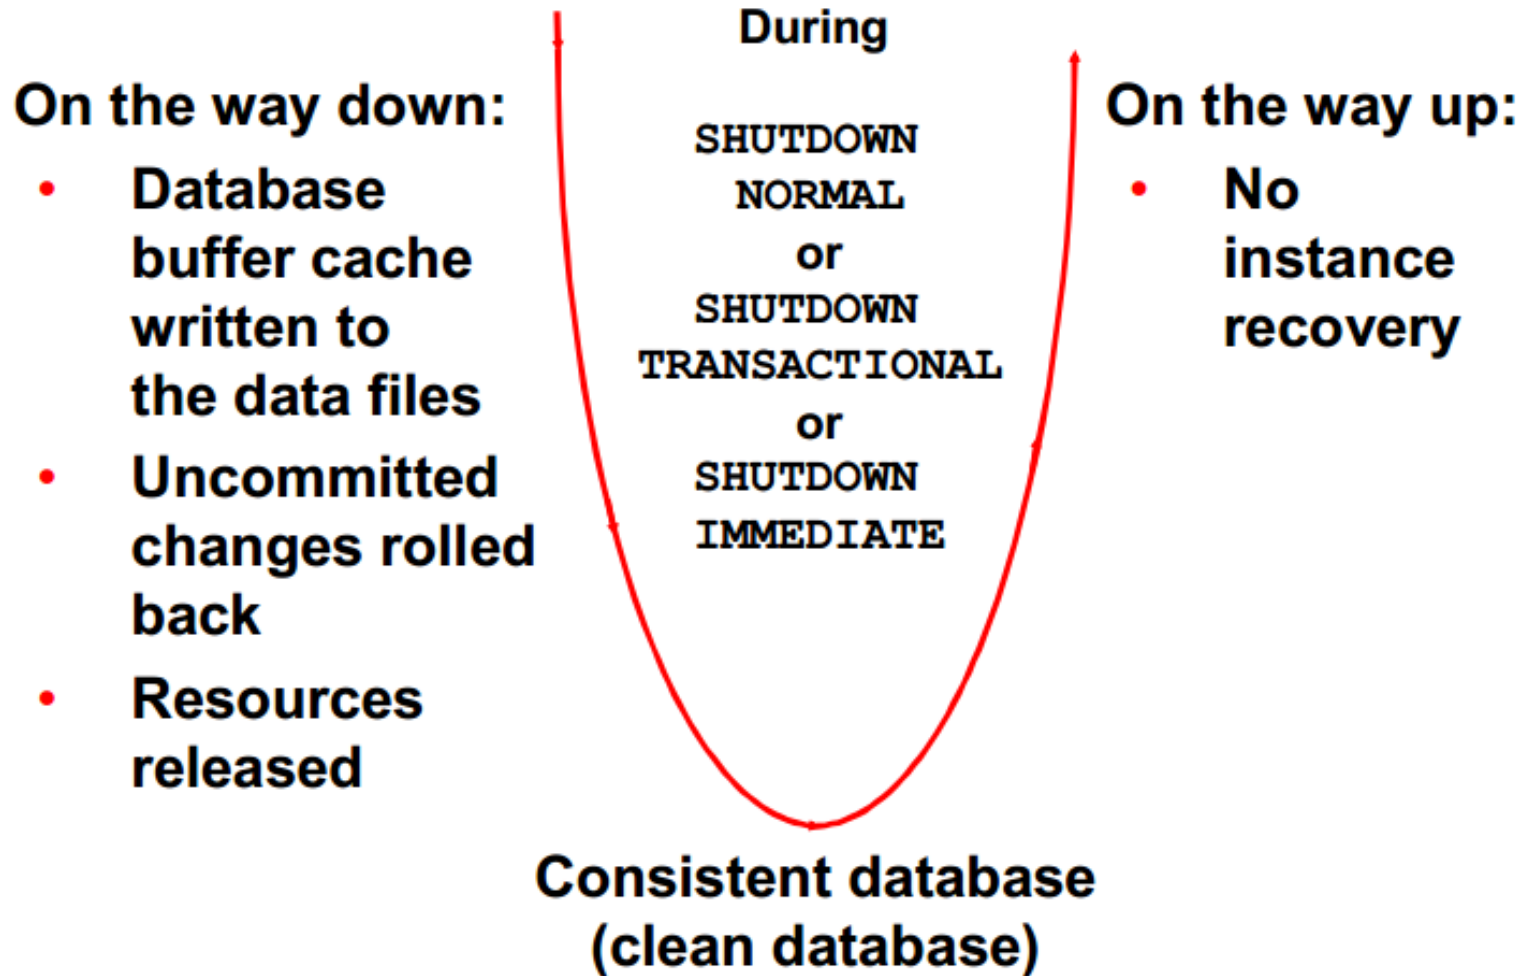 During
On the way down:
• Database
buffer cache
written to
the data files
• Uncommitted
changes rolled
back
• Resources
released
SHUTDOWN
NORMAL
or
SHUTDOWN
TRANSACTIONAL
or
SHUTDOWN
IMMEDIATE
On the way up:
• No
instance
recovery
Consistent database
(clean database)